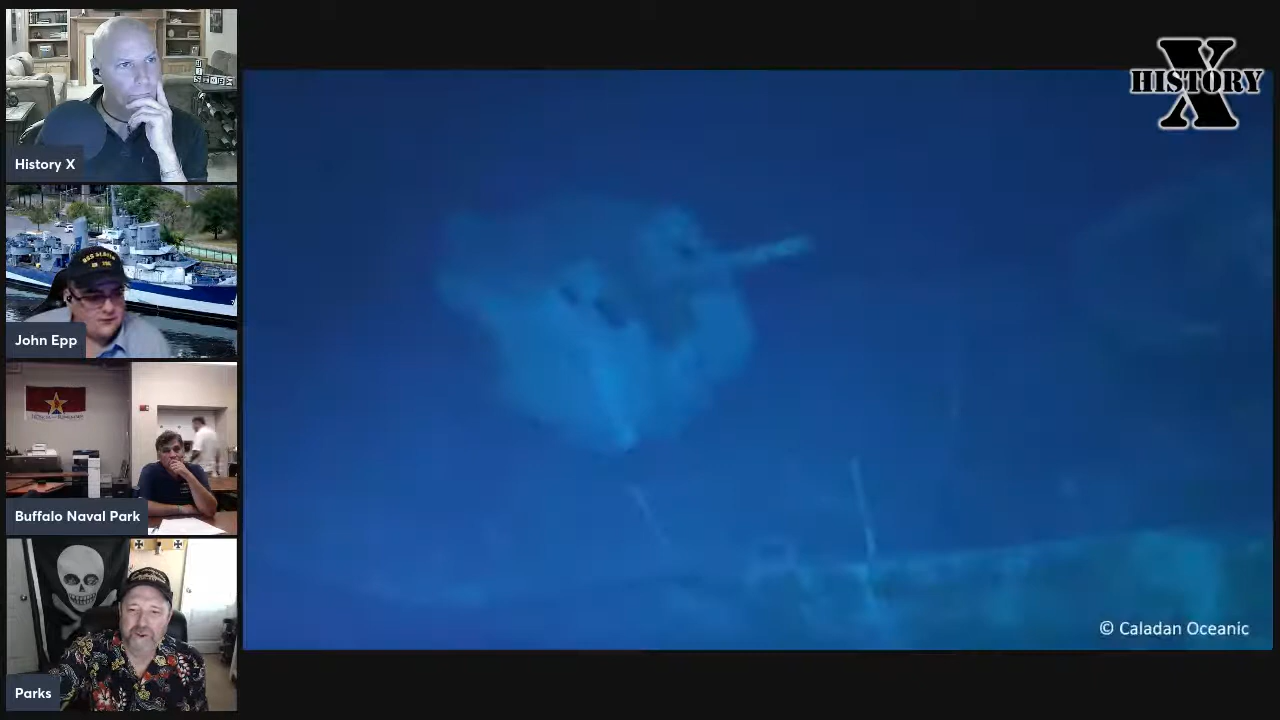 History X
John Epp
Buffalo Naval Park
Parks
X
HISTORY
© Caladan Oceanic